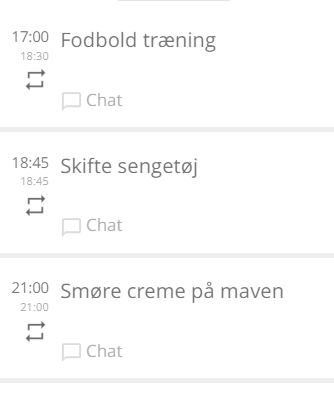 17:00 Fodbold træning
18:30
Chat
18:45 Skifte sengetøj
18:45
Chat
21:00 Smøre creme på maven
21:00
Chat